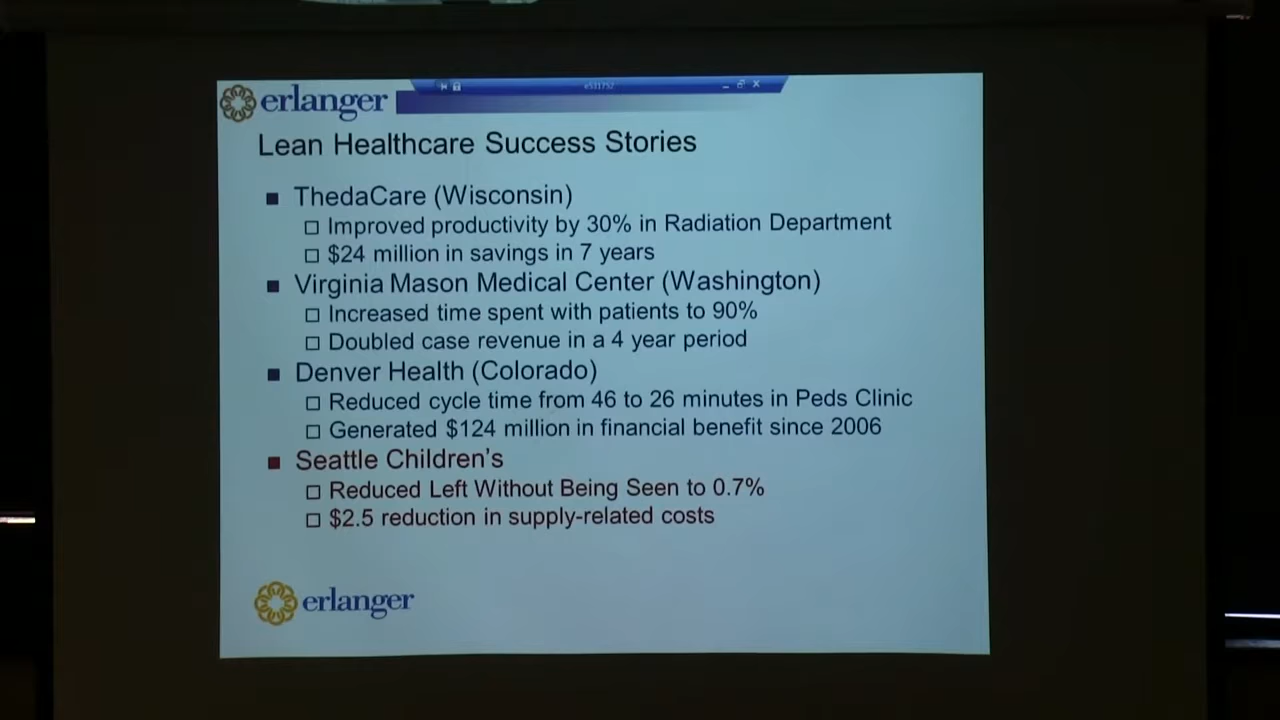 erlanger
e531752
Lean Healthcare Success Stories
ThedaCare (Wisconsin)
Improved productivity by 30% in Radiation Department
$24 million in savings in 7 years
Virginia Mason Medical Center (Washington)
Increased time spent with patients to 90%
Doubled case revenue in a 4 year period
Denver Health (Colorado)
Reduced cycle time from 46 to 26 minutes in Peds Clinic
Generated $124 million in financial benefit since 2006
Seattle Children's
Reduced Left Without Being Seen to 0.7%
$2.5 reduction in supply-related costs
erlanger